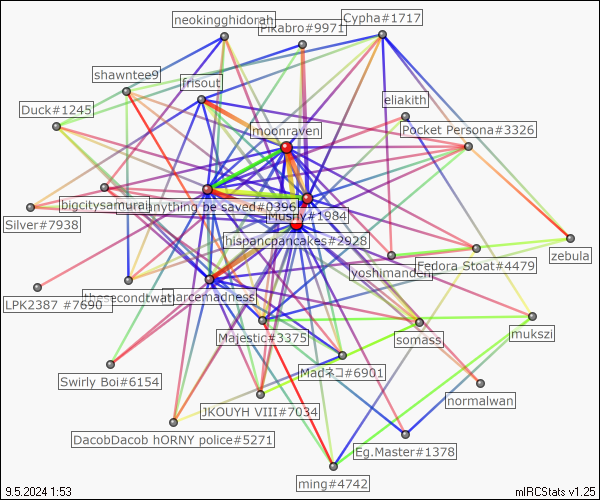 neokingghidorah
Pikabro#9971
Cypha#1717
shawntee9
frisout
eliakith
Duck#1245
moonraven
Pocket Persona#3326
bigcitysamurai
anything be saved#0396
Mushy#1984
Silver#7938
hispancpancakes#2928
zebula
yoshimandern
Fedora Stoat#4479
LPK2387 #7690
thesecondtwat
marcemadness
Majestic#3375
somass
mukszi
Swirly Boi#6154
Madネコ#6901
normalwan
JKOUYH VIII#7034
DacobDacob hORNY police#5271
Eg.Master#1378
ming#4742
9.5.2024 1:53
mIRCStats v1.25